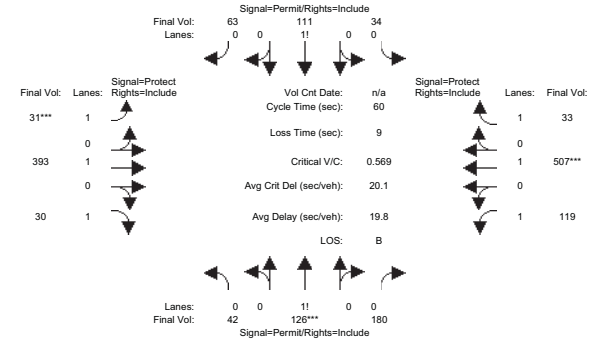 Signal=Permit/Rights=Include
Final Vol: 63 111 34
Lanes: 0 0 1! 0 0
Signal=Protect Signal=Protect
Final Vol: Lanes: Rights=Include Vol Cnt Date: n/a Rights=Include Lanes: Final Vol:
Cycle Time (sec): 60
31*** 1 1 33
Loss Time (sec): 9
0 0
393 1 Critical V/C: 0.569 1 507***
0 Avg Crit Del (sec/veh): 20.1 0
30 1 Avg Delay (sec/veh): 19.8 1 119
LOS: B
Lanes: 0 0 1! 0 0
Final Vol: 42 126*** 180
Signal=Permit/Rights=Include